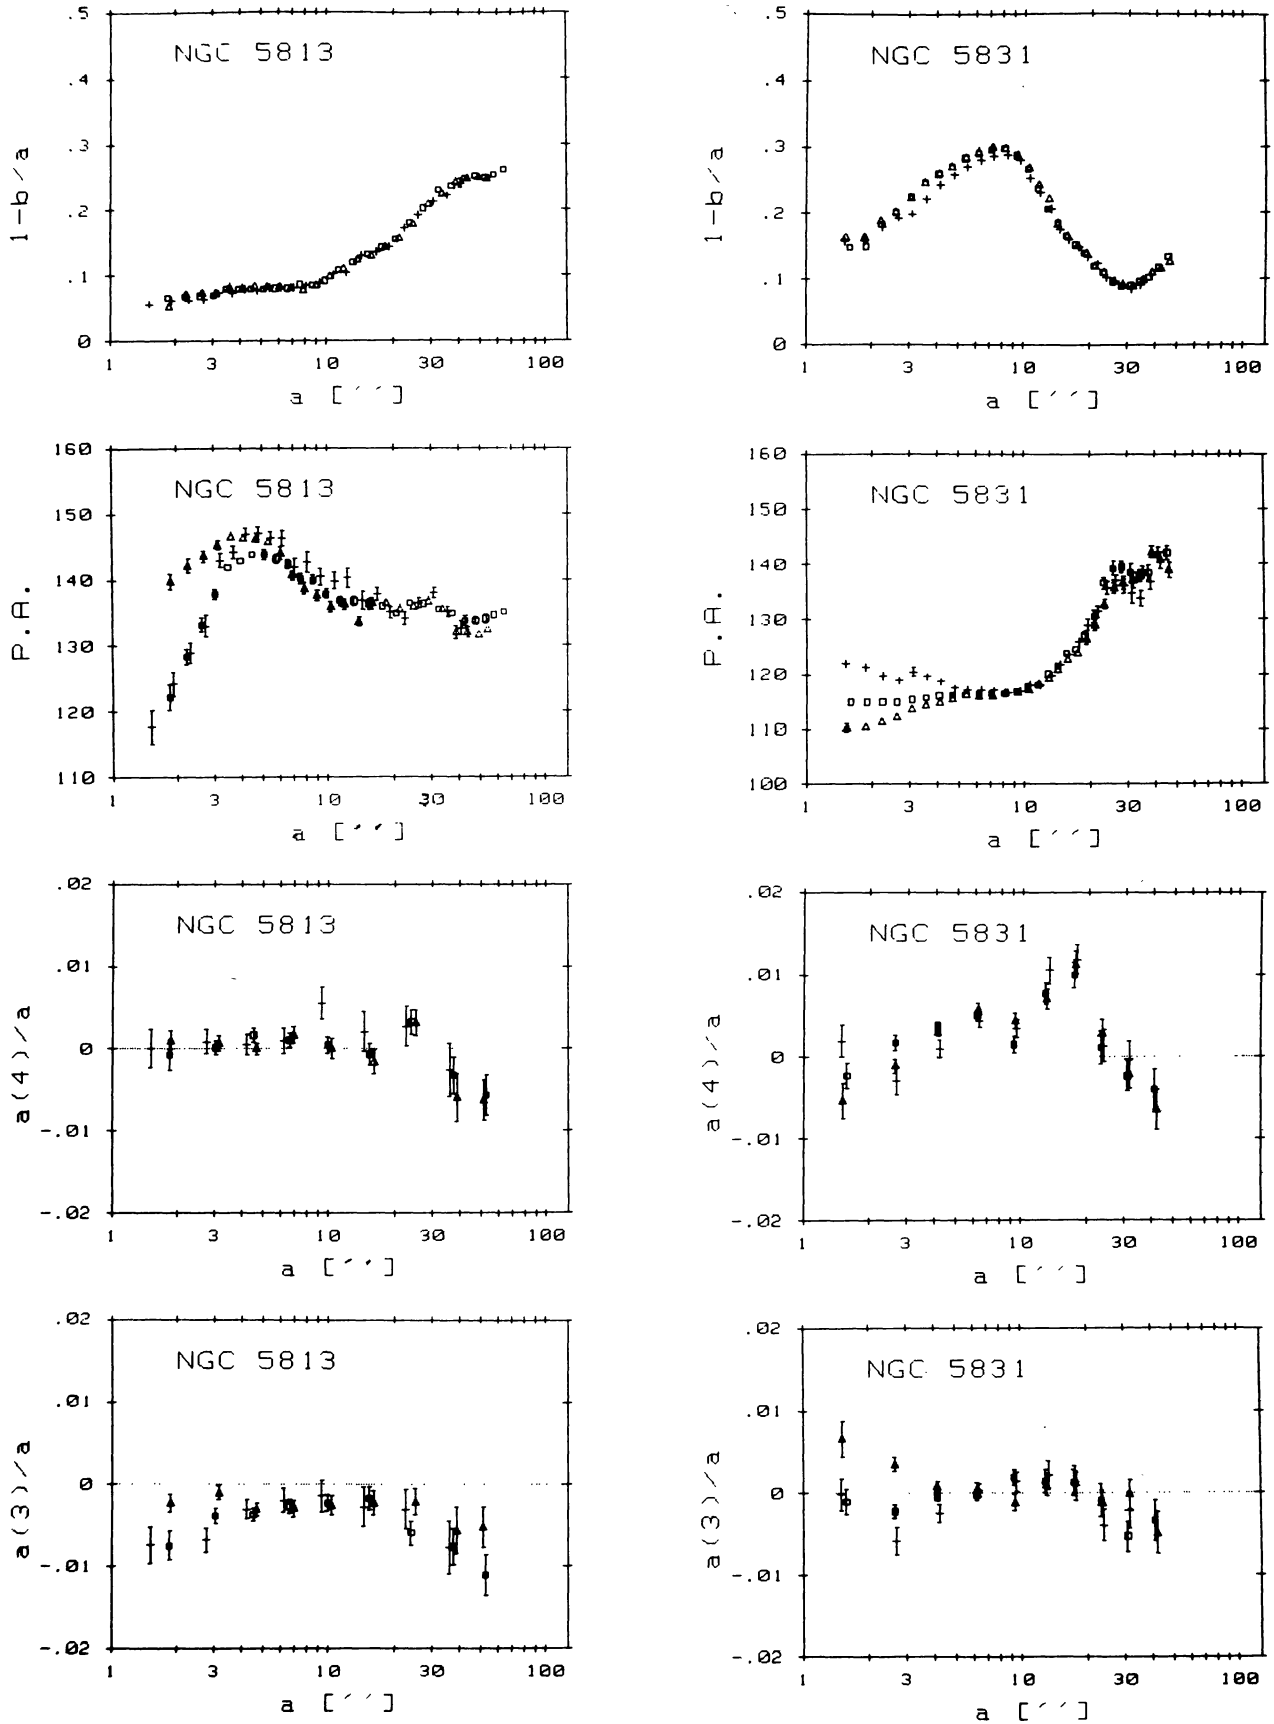 .5
.4
.3
.2
.1
0
1-b/a
NGC 5813
1 3 10 30 100
a [´´]
.5
.4
.3
.2
.1
0
1-b/a
NGC 5831
1 3 10 30 100
a [´´]
160
150
140
130
120
110
P.A.
NGC 5813
1 3 10 30 100
a [´´]
160
150
140
130
120
110
100
P.A.
NGC 5831
1 3 10 30 100
a [´´]
.02
.01
0
-.01
-.02
a(4)/a
NGC 5813
1 3 10 30 100
a [´´]
.02
.01
0
-.01
-.02
a(4)/a
NGC 5831
1 3 10 30 100
a [´´]
.02
.01
0
-.01
-.02
a(3)/a
NGC 5813
1 3 10 30 100
a [´´]
.02
.01
0
-.01
-.02
a(3)/a
NGC 5831
1 3 10 30 100
a [´´]